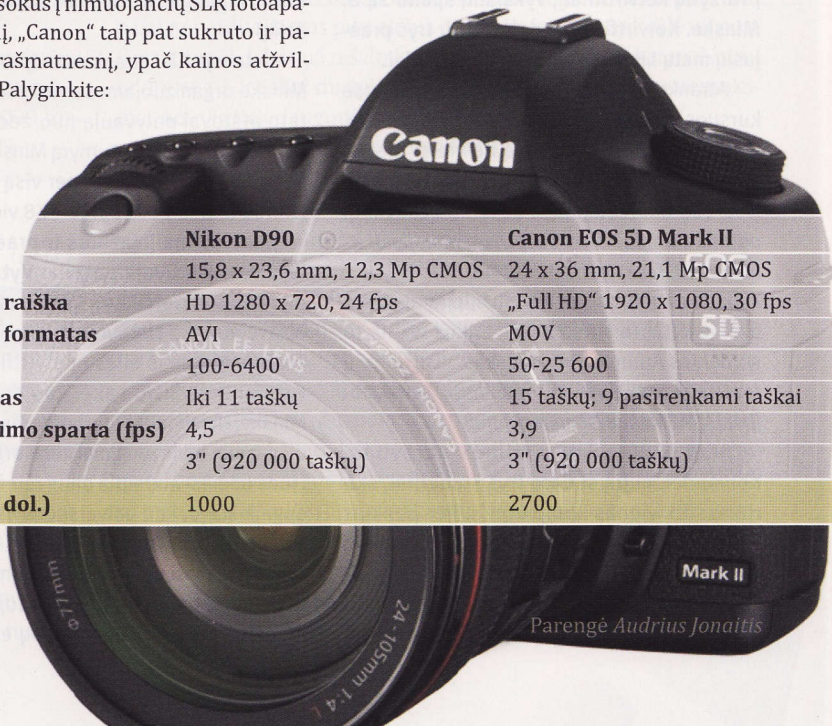 sokus į filmuojančių SLR fotoapa-
į, „Canon“ taip pat sukruto ir pa-
rašmatnesnį, ypač kainos atžvil-
Palyginkite:
Canon
Nikon D90 Canon EOS 5D Mark II
15,8 x 23,6 mm, 12,3 Mp CMOS 24 x 36 mm, 21,1 Mp CMOS
raiška HD 1280 x 720, 24 fps „Full HD“ 1920 x 1080, 30 fps
formatas AVI MOV
100-6400 50-25 600
as Iki 11 taškų 15 taškų; 9 pasirenkami taškai
imo sparta (fps) 4,5 3,9
3" (920 000 taškų) 3" (920 000 taškų)
dol.) 1000 2700
EOS
5D
CANON EF LENS
Mark II
Φ77mm
24-105mm 1:4 L
Parengė Audrius Jonaitis